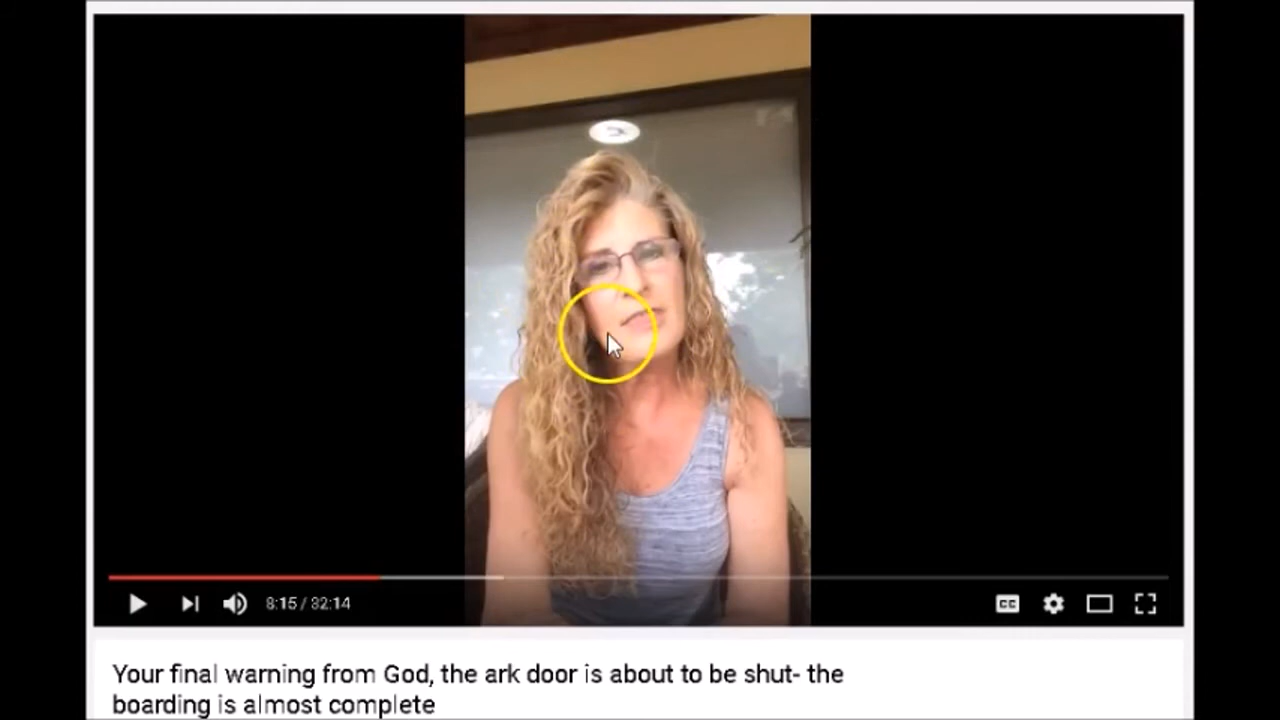 8:15 / 32:14
CC
Your final warning from God, the ark door is about to be shut- the
boarding is almost complete